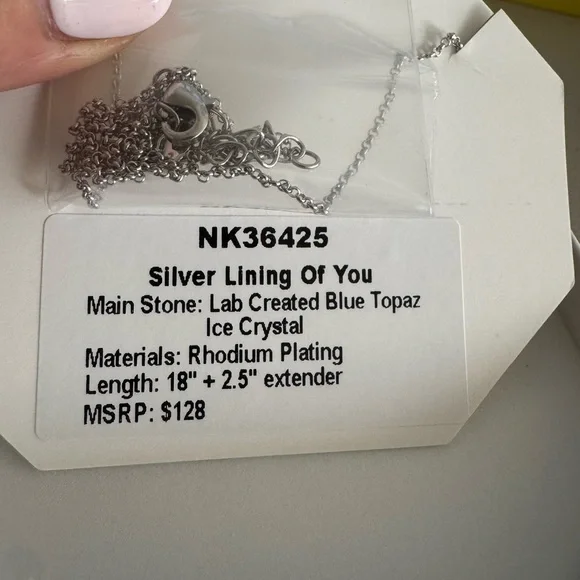 NK36425
Silver Lining Of You
Main Stone: Lab Created Blue Topaz
Ice Crystal
Materials: Rhodium Plating
Length: 18" + 2.5" extender
MSRP: $128